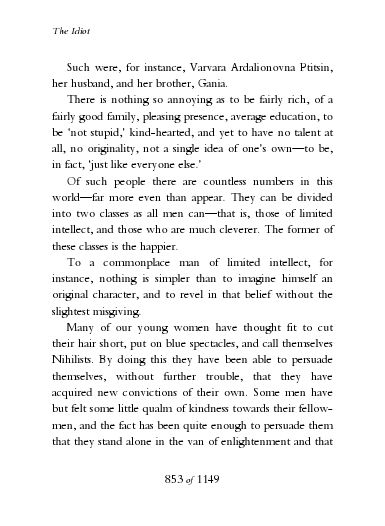 The Idiot
Such were, for instance, Varvara Ardalionovna Ptitsin,
her husband, and her brother, Gania.
There is nothing so annoying as to be fairly rich, of a
fairly good family, pleasing presence, average education, to
be 'not stupid,' kind-hearted, and yet to have no talent at
all, no originality, not a single idea of one's own—to be,
in fact, 'just like everyone else.'
Of such people there are countless numbers in this
world—far more even than appear. They can be divided
into two classes as all men can—that is, those of limited
intellect, and those who are much cleverer. The former of
these classes is the happier.
To a commonplace man of limited intellect, for
instance, nothing is simpler than to imagine himself an
original character, and to revel in that belief without the
slightest misgiving.
Many of our young women have thought fit to cut
their hair short, put on blue spectacles, and call themselves
Nihilists. By doing this they have been able to persuade
themselves, without further trouble, that they have
acquired new convictions of their own. Some men have
but felt some little qualm of kindness towards their fellow-
men, and the fact has been quite enough to persuade them
that they stand alone in the van of enlightenment and that
853 of 1149